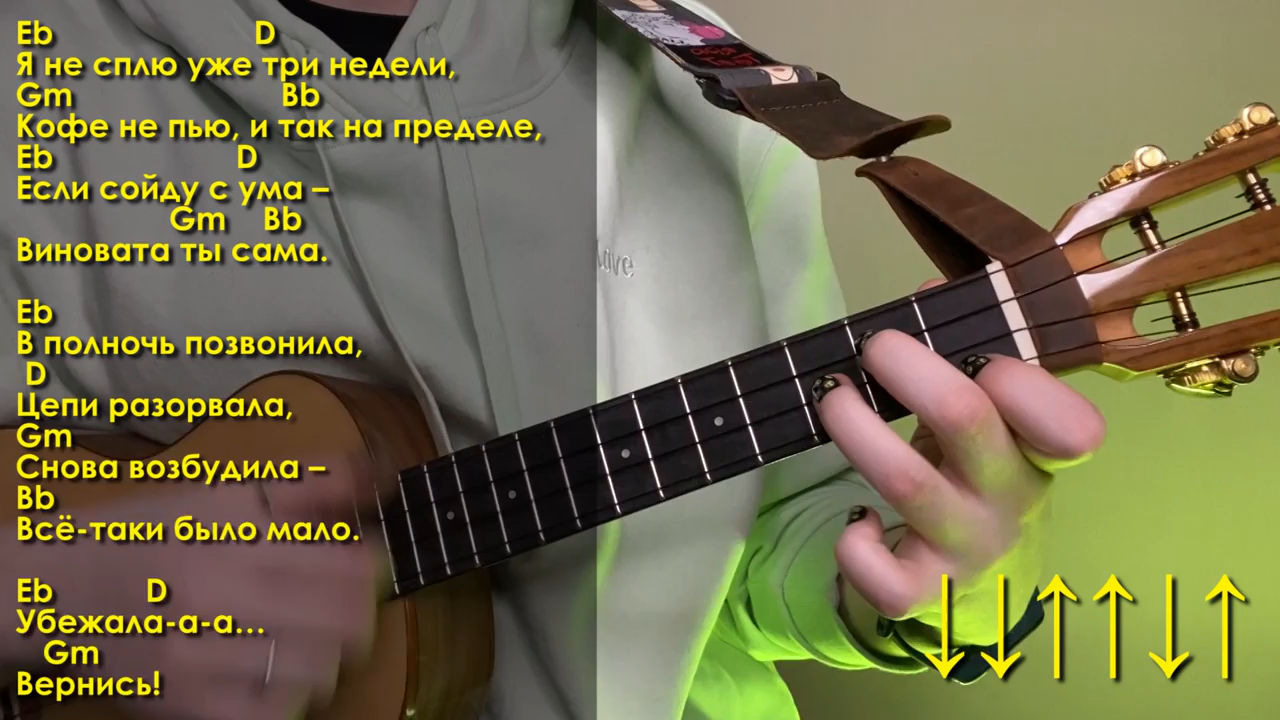 Eb D
Я не сплю уже три недели,
Gm Bb
Кофе не пью, и так на пределе,
Eb D
Если сойду с ума –
Gm Bb
Виновата ты сама.
Eb
В полночь позвонила,
D
Цепи разорвала,
Gm
Снова возбудила –
Bb
Всё-таки было мало.
Eb D
Убежала-а-а...
Gm
Вернись!